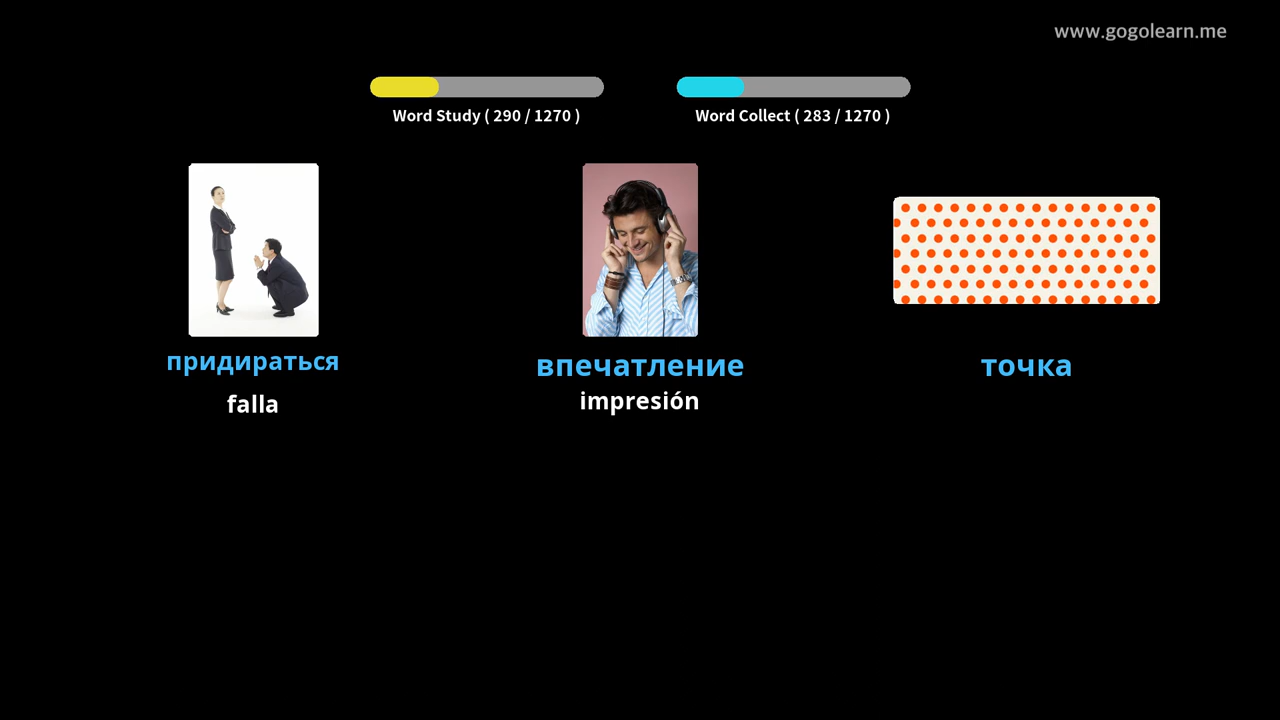 www.gogolearn.me
Word Study ( 290 / 1270 )
Word Collect ( 283 / 1270 )
придираться
falla
впечатление
impresión
точка